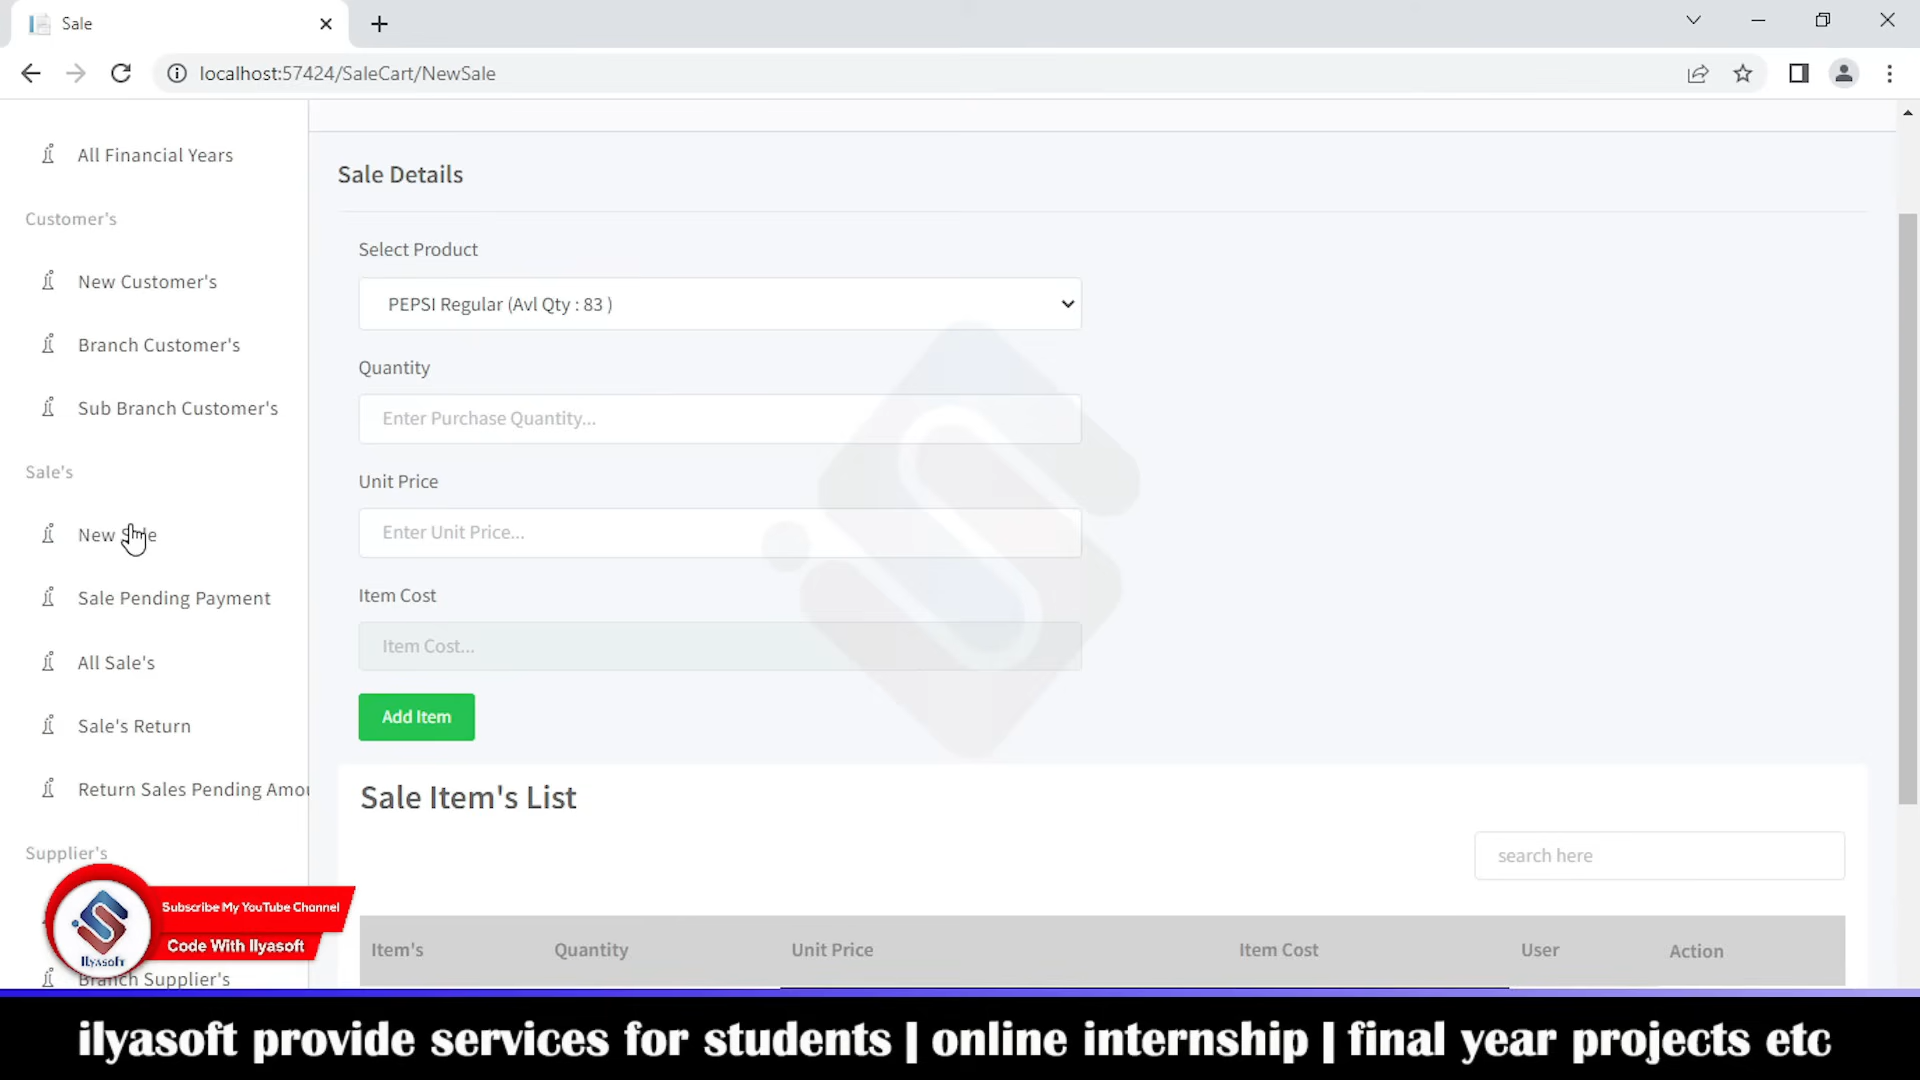 Sale
localhost:57424/SaleCart/NewSale
All Financial Years
Customer's
New Customer's
Branch Customer's
Sub Branch Customer's
Sale's
New Sale
Sale Pending Payment
All Sale's
Sale's Return
Return Sales Pending Amou
Supplier's
Branch Supplier's
Sale Details
Select Product
PEPSI Regular (Avl Qty : 83 )
Quantity
Enter Purchase Quantity...
Unit Price
Enter Unit Price...
Item Cost
Item Cost...
Add Item
Sale Item's List
search here
Item's Quantity Unit Price Item Cost User Action
Subscribe My YouTube Channel
Code With Ilyasoft
Ilyasoft
ilyasoft provide services for students | online internship | final year projects etc